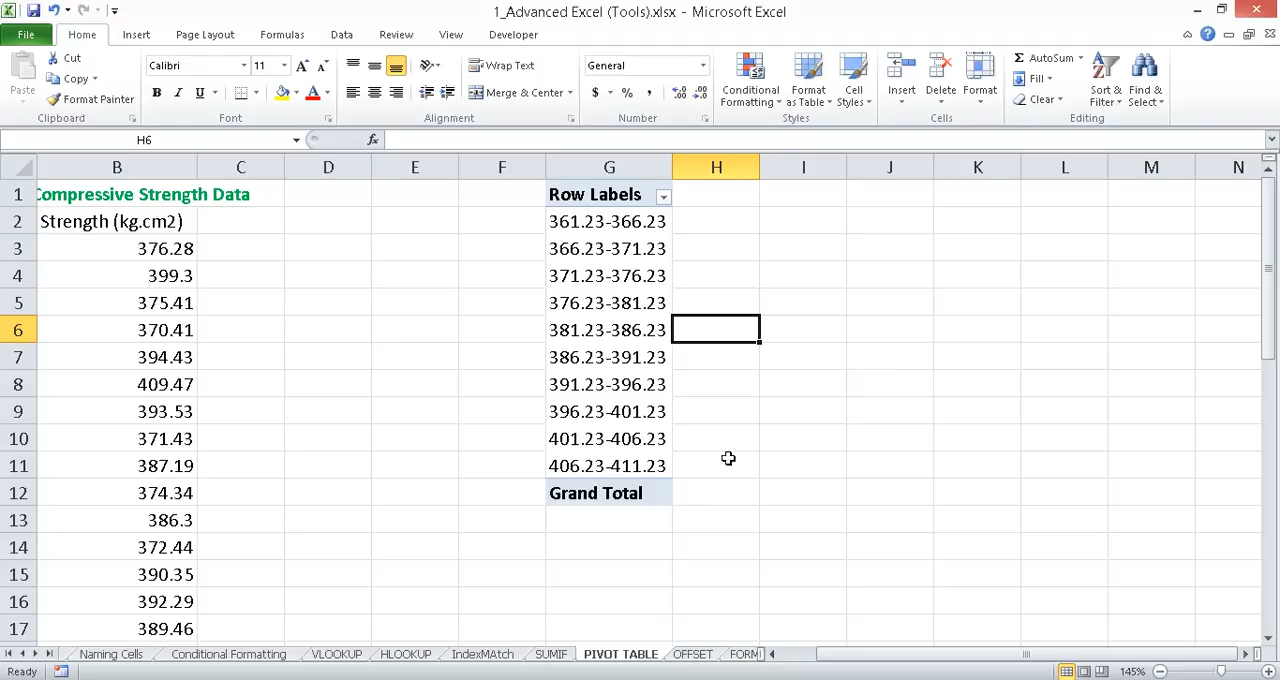 1_Advanced Excel (Tools).xlsx - Microsoft Excel
File Home Insert Page Layout Formulas Data Review View Developer
Paste
Cut
Copy
Format Painter
Clipboard
Calibri 11
B I U A
Font
Wrap Text
Merge & Center
Alignment
General
$ % ,
Number
Conditional Formatting
Format as Table
Cell Styles
Styles
Insert Delete Format
Cells
Σ AutoSum
Fill
Clear
Sort & Filter
Find & Select
Editing
H6 fx
B C D E F G H I J K L M N
1 Compressive Strength Data Row Labels
2 Strength (kg.cm2) 361.23-366.23
3 376.28 366.23-371.23
4 399.3 371.23-376.23
5 375.41 376.23-381.23
6 370.41 381.23-386.23
7 394.43 386.23-391.23
8 409.47 391.23-396.23
9 393.53 396.23-401.23
10 371.43 401.23-406.23
11 387.19 406.23-411.23
12 374.34 Grand Total
13 386.3
14 372.44
15 390.35
16 392.29
17 389.46
Naming Cells Conditional Formatting VLOOKUP HLOOKUP IndexMAtch SUMIF PIVOT TABLE OFFSET FORM
Ready 145%